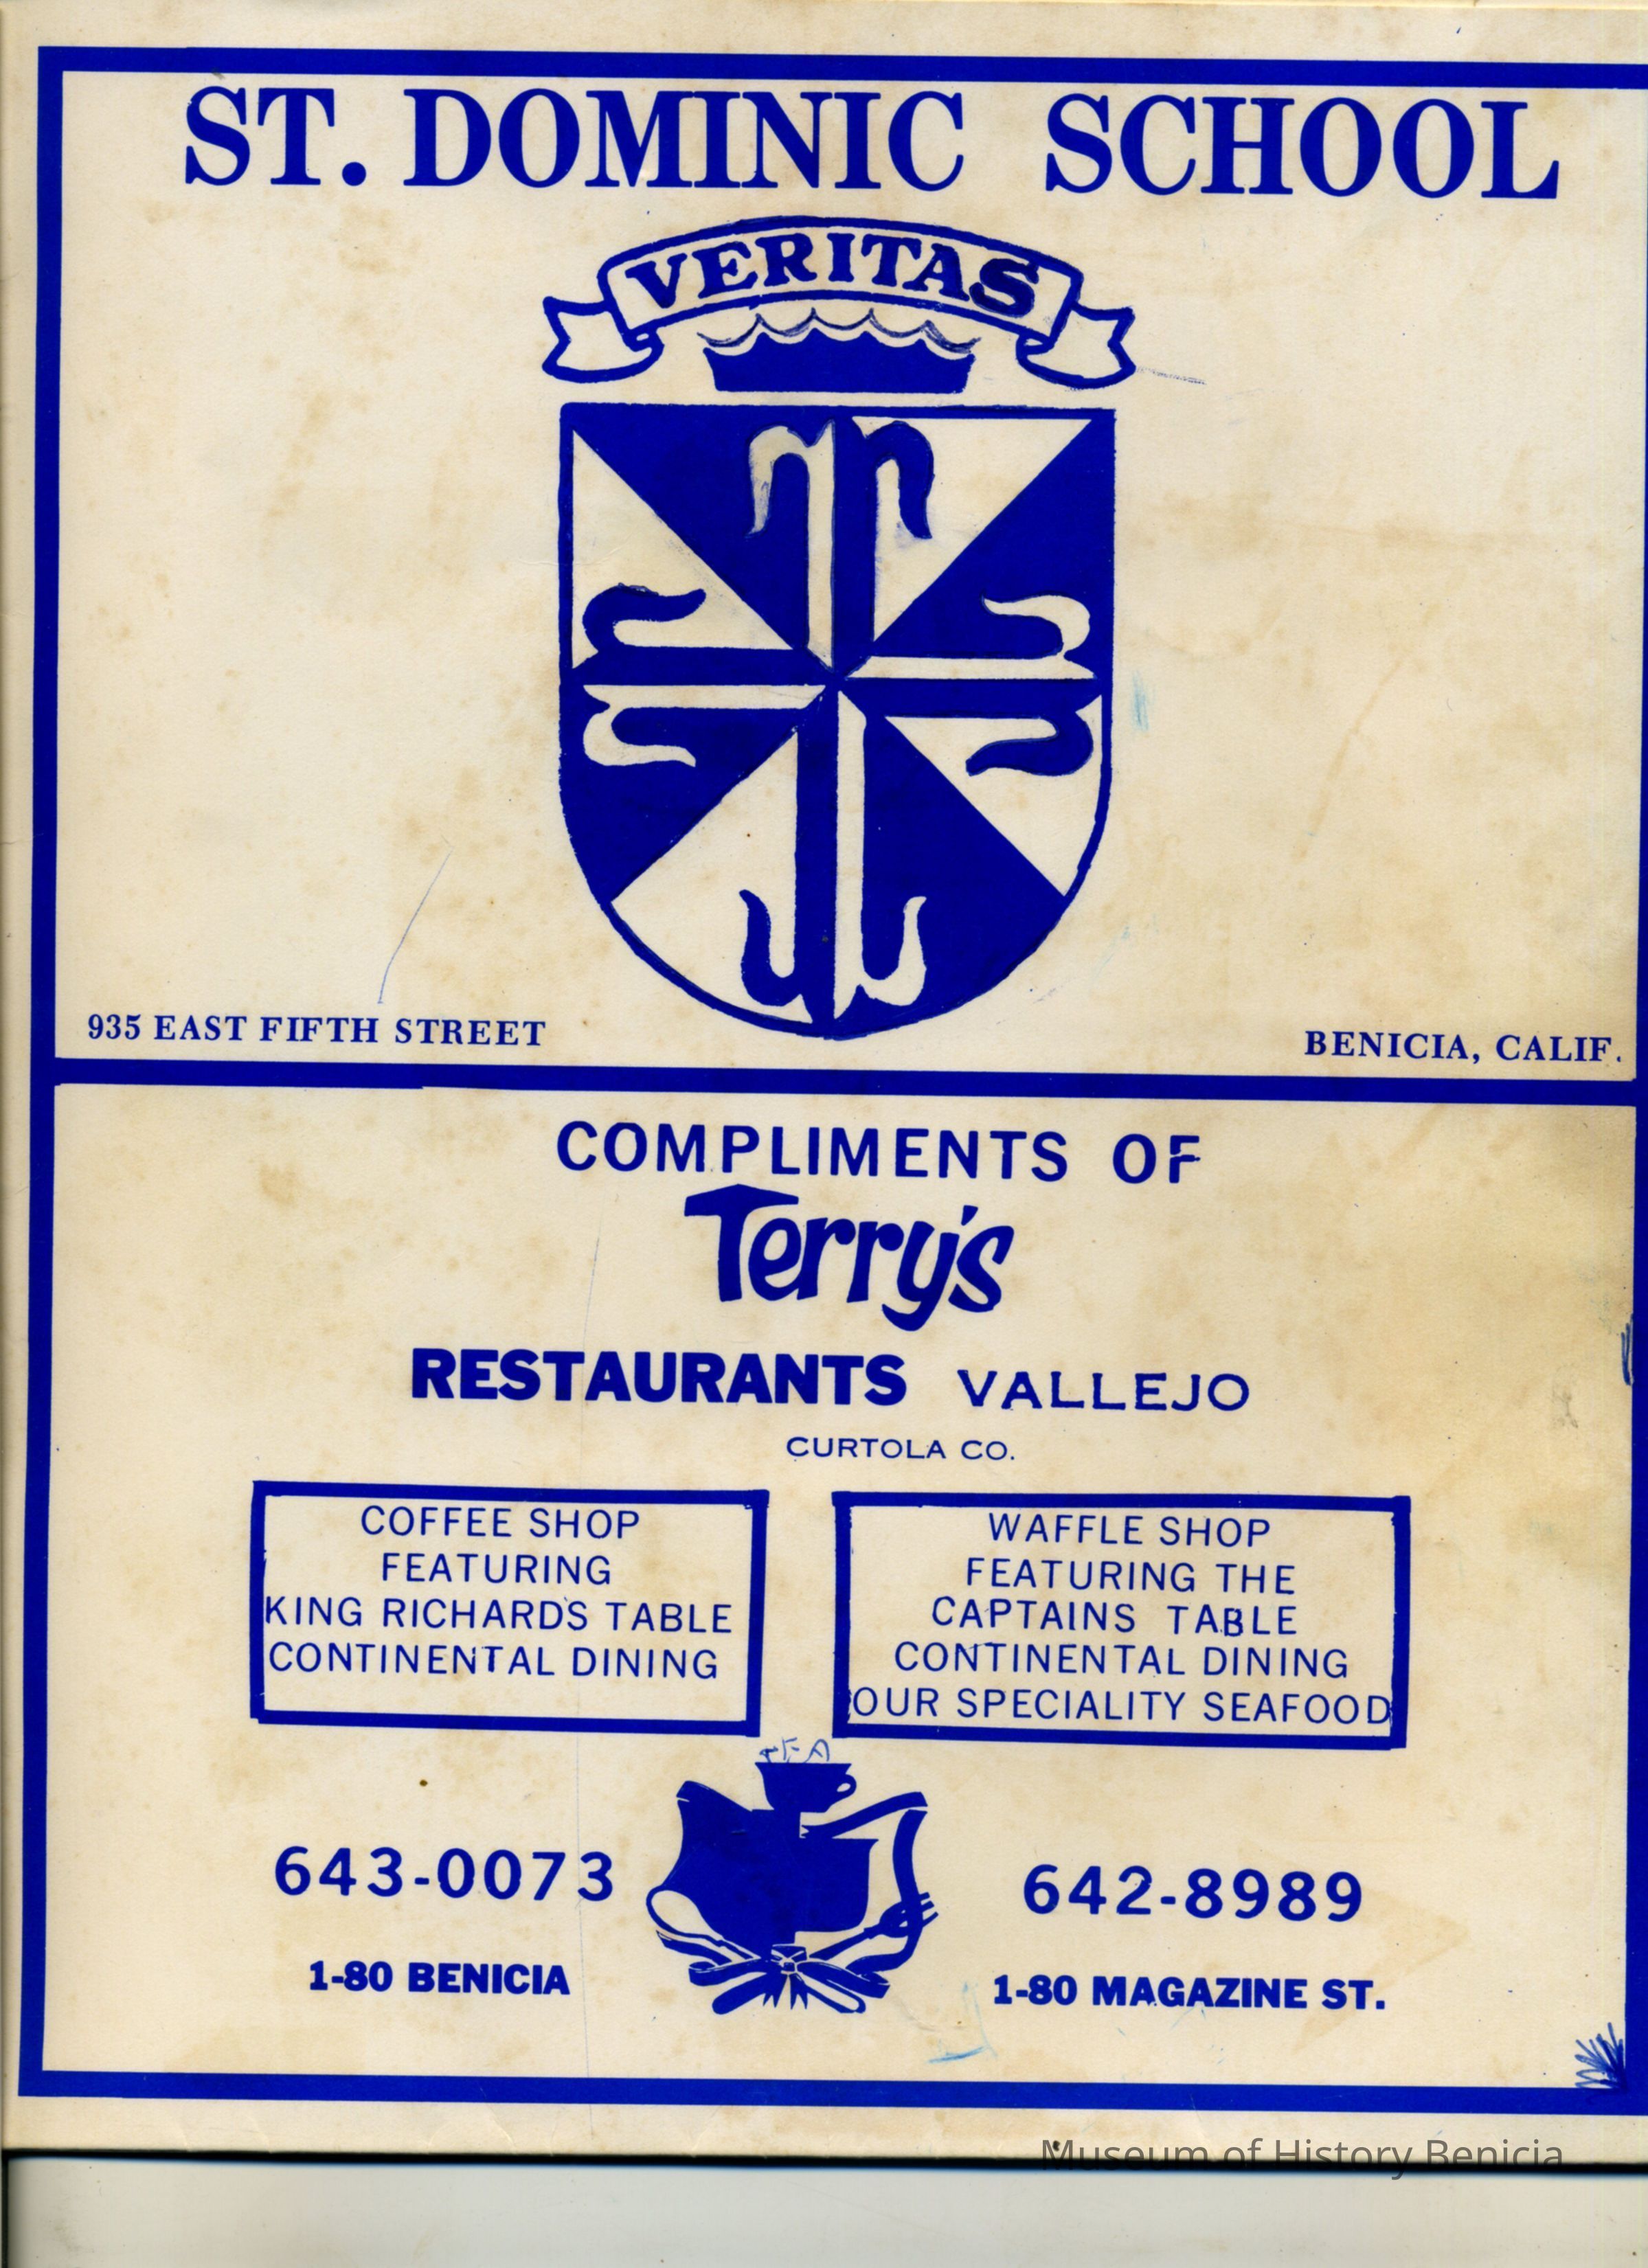 ST. DOMINIC SCHOOL
VERITAS
935 EAST FIFTH STREET
BENICIA, CALIF.
COMPLIMENTS OF
Terry's
RESTAURANTS VALLEJO
CURTOLA CO.
COFFEE SHOP
FEATURING
KING RICHARDS TABLE
CONTINENTAL DINING
WAFFLE SHOP
FEATURING THE
CAPTAINS TABLE
CONTINENTAL DINING
OUR SPECIALITY SEAFOOD
643-0073
642-8989
1-80 BENICIA
1-80 MAGAZINE ST.
Museum of History Benicia